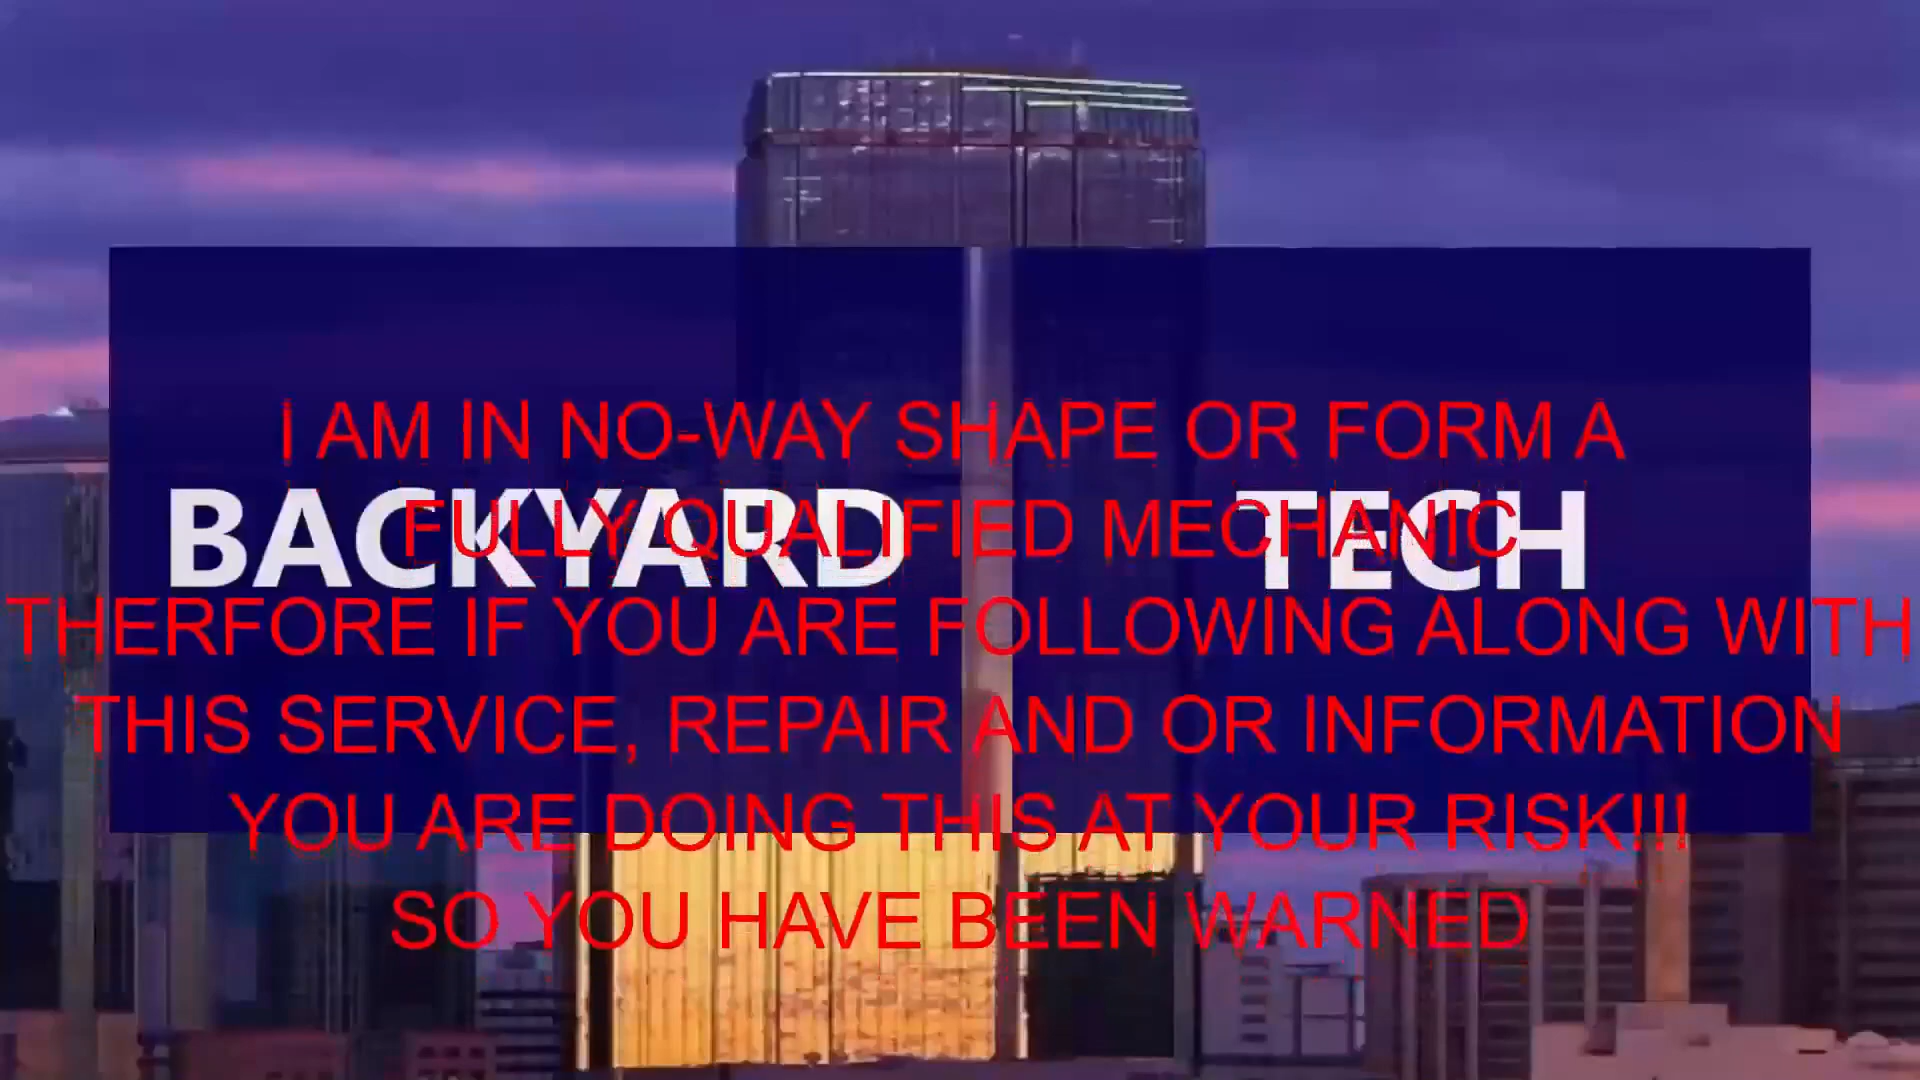 I AM IN NO-WAY SHAPE OR FORM A
FULLY QUALIFIED MECHANIC
BACKYARD TECH
THERFORE IF YOU ARE FOLLOWING ALONG WITH
THIS SERVICE, REPAIR AND OR INFORMATION
YOU ARE DOING THIS AT YOUR RISK!!!
SO YOU HAVE BEEN WARNED